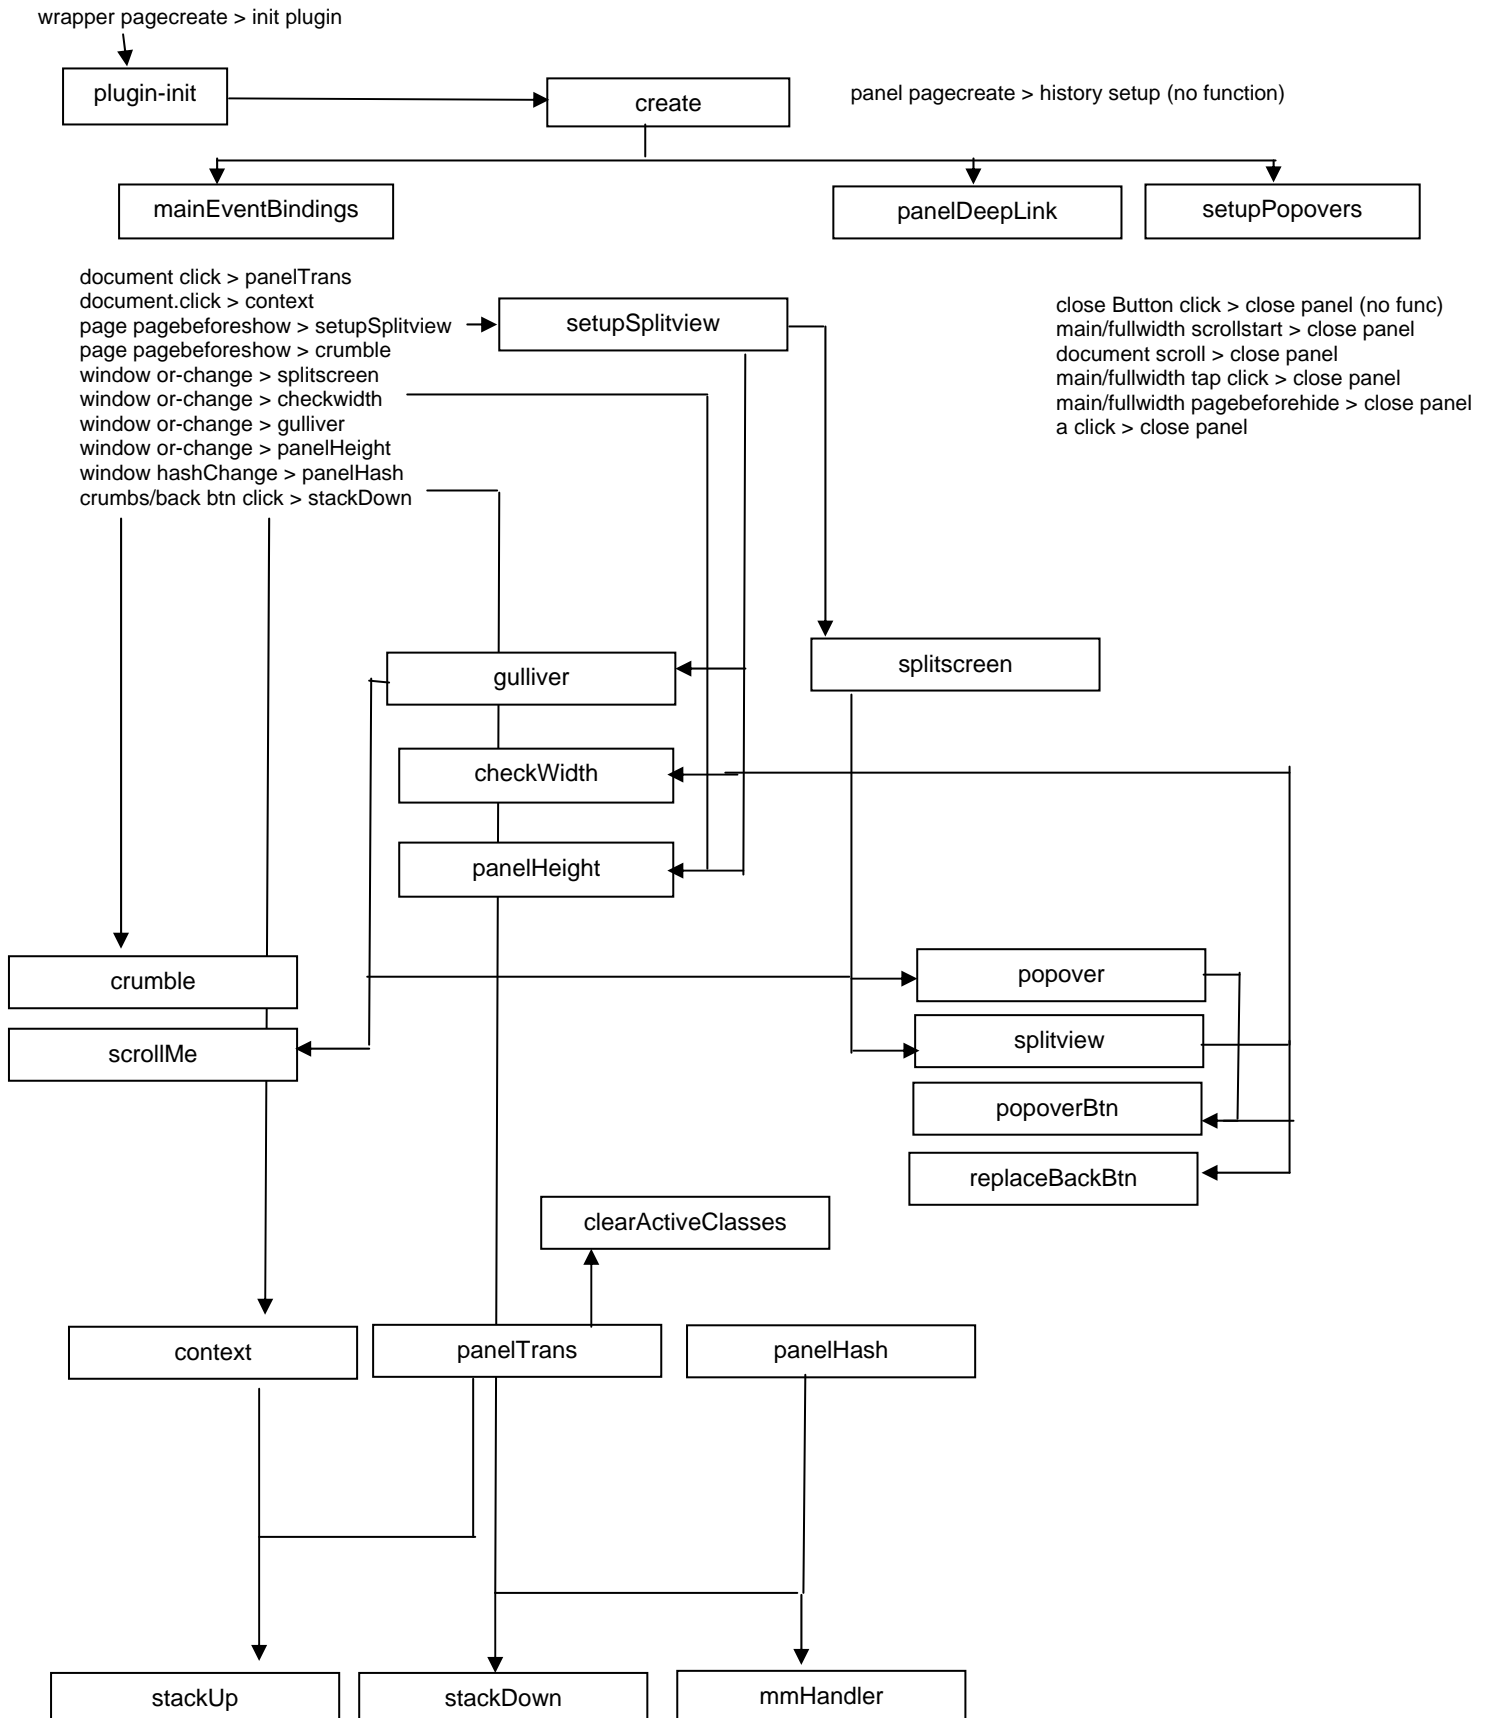 wrapper pagecreate > init plugin
plugin-init
create
panel pagecreate > history setup (no function)
mainEventBindings
panelDeepLink
setupPopovers
document click > panelTrans
document.click > context
page pagebeforeshow > setupSplitview
page pagebeforeshow > crumble
window or-change > splitscreen
window or-change > checkwidth
window or-change > gulliver
window or-change > panelHeight
window hashChange > panelHash
crumbs/back btn click > stackDown
setupSplitview
close Button click > close panel (no func)
main/fullwidth scrollstart > close panel
document scroll > close panel
main/fullwidth tap click > close panel
main/fullwidth pagebeforehide > close panel
a click > close panel
gulliver
splitscreen
checkWidth
panelHeight
crumble
popover
scrollMe
splitview
popoverBtn
replaceBackBtn
clearActiveClasses
context
panelTrans
panelHash
stackUp
stackDown
mmHandler